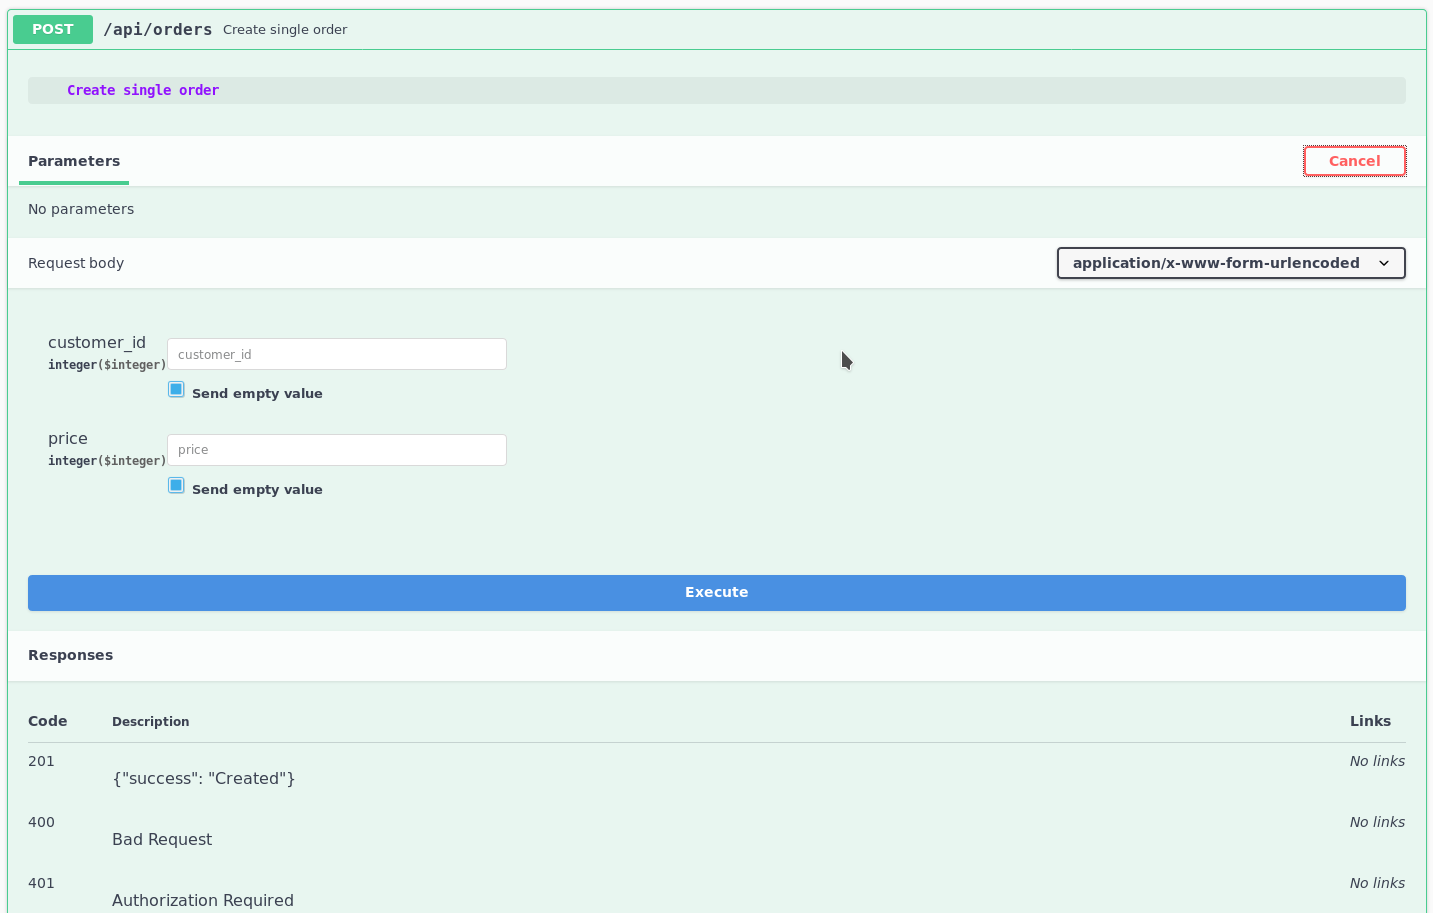 POST /api/orders Create single order
Create single order
Parameters Cancel
No parameters
Request body application/x-www-form-urlencoded
customer_id
integer($integer)
customer_id
Send empty value
price
integer($integer)
price
Send empty value
Execute
Responses
Code Description Links
201 No links
{"success": "Created"}
400 No links
Bad Request
401 No links
Authorization Required